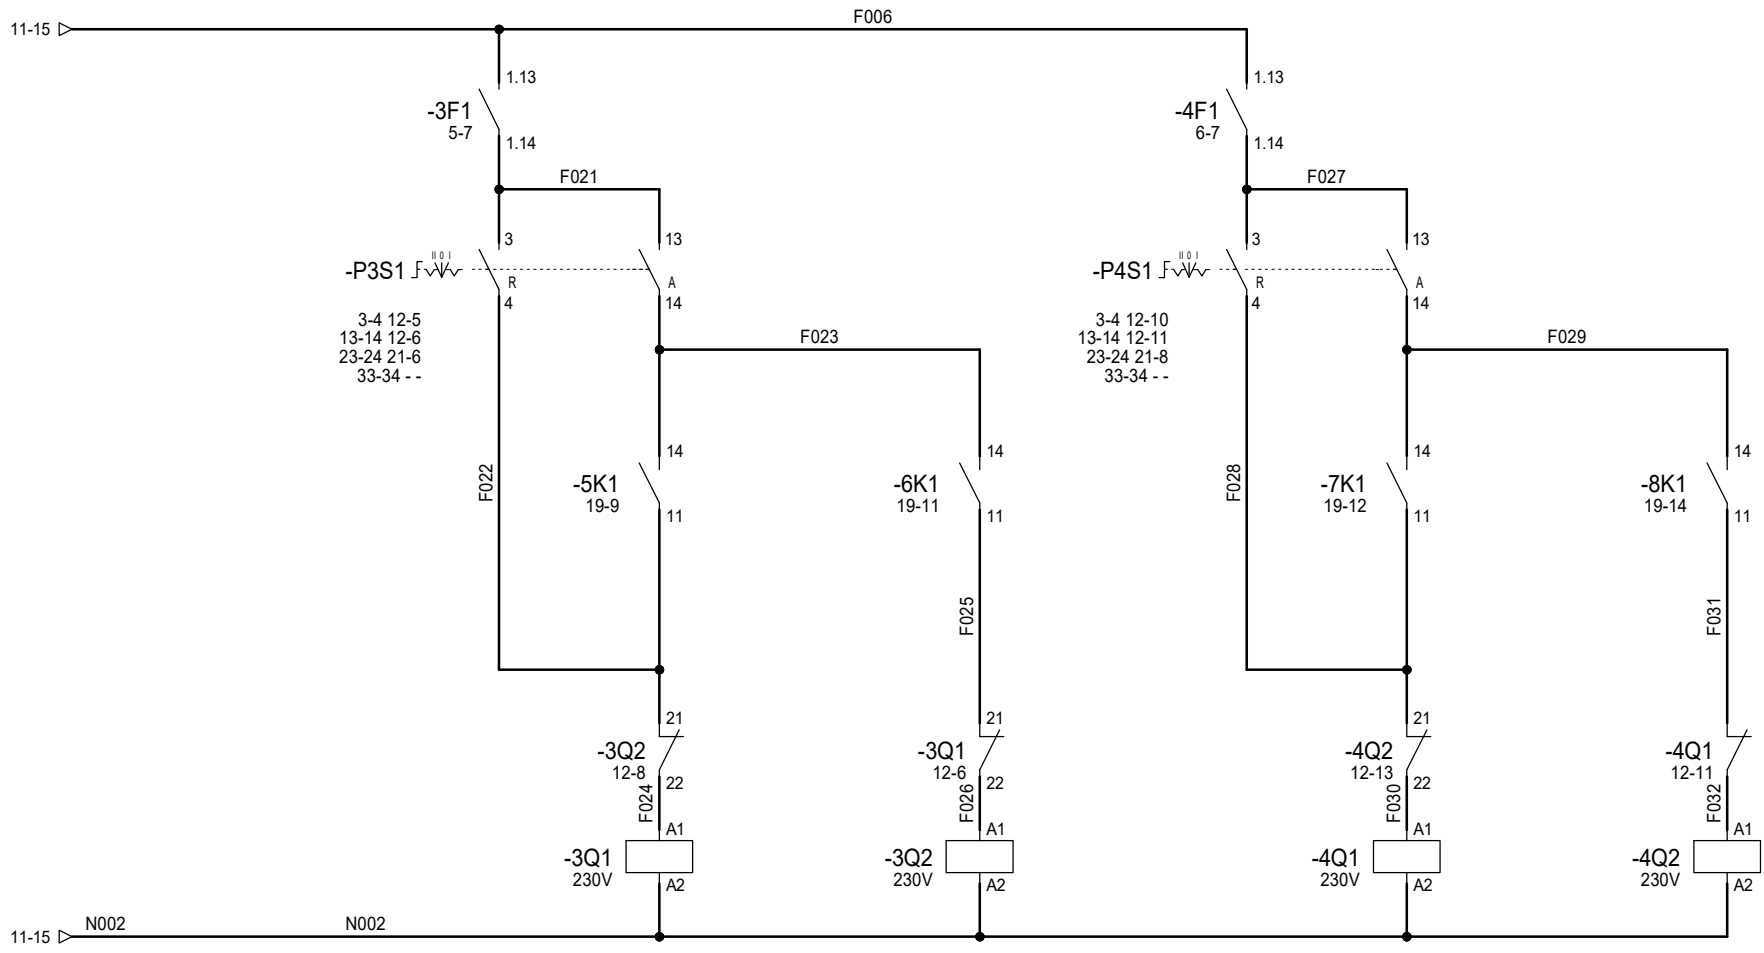 F006
11-15
1.13
1.13
-3F1
5-7
-4F1
6-7
1.14
1.14
F021
F027
3
13
3
13
II 0 I
II 0 I
-P3S1
-P4S1
R
A
R
A
4
14
4
14
3-4 12-5
13-14 12-6
23-24 21-6
33-34 - -
3-4 12-10
13-14 12-11
23-24 21-8
33-34 - -
F023
F029
14
14
14
14
F022
-5K1
19-9
-6K1
19-11
F028
-7K1
19-12
-8K1
19-14
11
11
11
11
F025
F031
21
21
21
-3Q2
12-8
-3Q1
12-6
-4Q2
12-13
-4Q1
12-11
22
22
22
F024
F026
F030
F032
A1
A1
A1
A1
-3Q1
230V
-3Q2
230V
-4Q1
230V
-4Q2
230V
A2
A2
A2
A2
N002
N002
11-15